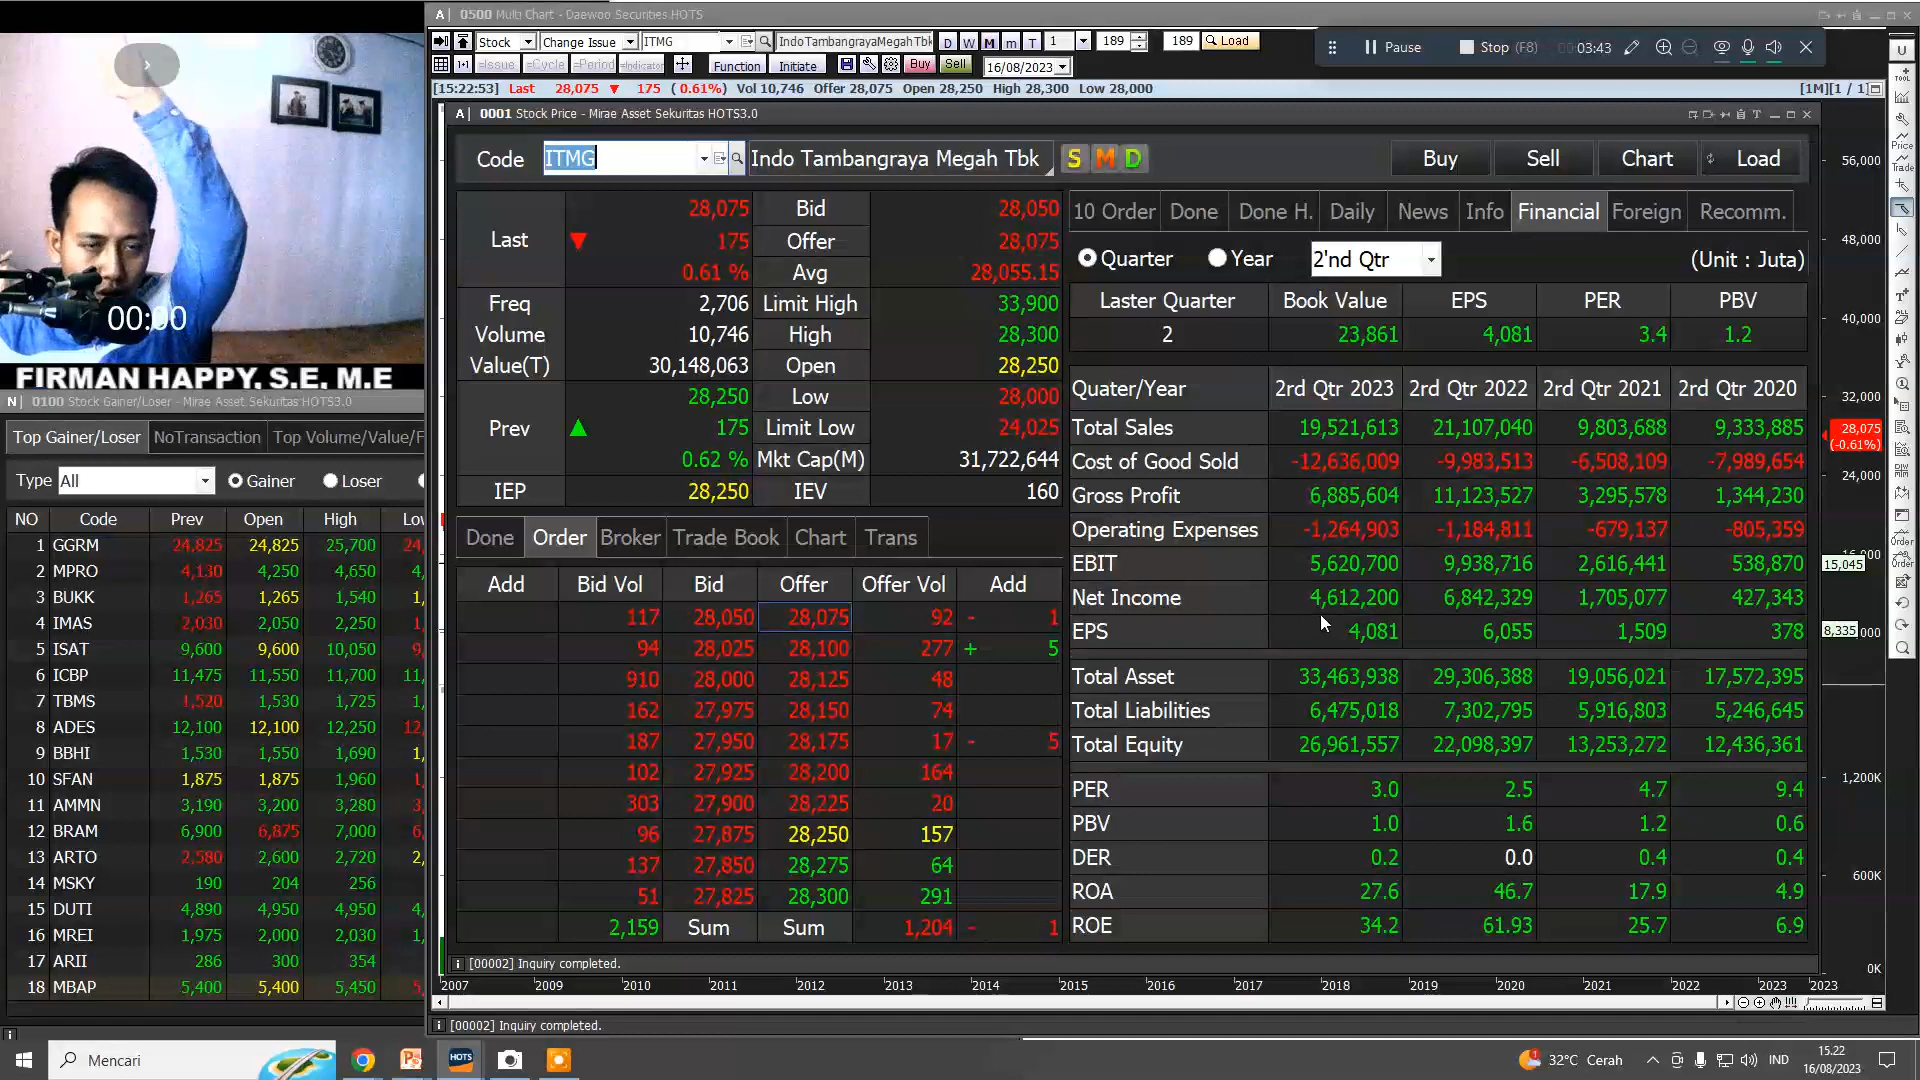 0500 Multi Chart - Daewoo Securities HOTS
Stock Change Issue ITMG IndoTambangrayaMegah Tbk D W M m T 1 189 189 Load
=Issue =Cycle =Period =Indicator Function Initiate Buy Sell 16/08/2023
Pause Stop (F8) 00:03:43
[15:22:53] Last 28,075 ▼ 175 ( 0.61%) Vol 10,746 Offer 28,075 Open 28,250 High 28,300 Low 28,000 [1M][1 / 1]
0001 Stock Price - Mirae Asset Sekuritas HOTS3.0
Code ITMG Indo Tambangraya Megah Tbk S M D Buy Sell Chart Load
Last ▼ 28,075 Bid 28,050
175 Offer 28,075
0.61 % Avg 28,055.15
Freq 2,706 Limit High 33,900
Volume 10,746 High 28,300
Value(T) 30,148,063 Open 28,250
Prev ▲ 28,250 Low 28,000
175 Limit Low 24,025
0.62 % Mkt Cap(M) 31,722,644
IEP 28,250 IEV 160
Done Order Broker Trade Book Chart Trans
Add Bid Vol Bid Offer Offer Vol Add
117 28,050 28,075 92 - 1
94 28,025 28,100 277 + 5
910 28,000 28,125 48
162 27,975 28,150 74
187 27,950 28,175 17 - 5
102 27,925 28,200 164
303 27,900 28,225 20
96 27,875 28,250 157
137 27,850 28,275 64
51 27,825 28,300 291
2,159 Sum Sum 1,204 - 1
10 Order Done Done H. Daily News Info Financial Foreign Recomm.
Quarter Year 2'nd Qtr (Unit : Juta)
Laster Quarter Book Value EPS PER PBV
2 23,861 4,081 3.4 1.2
Quater/Year 2rd Qtr 2023 2rd Qtr 2022 2rd Qtr 2021 2rd Qtr 2020
Total Sales 19,521,613 21,107,040 9,803,688 9,333,885
Cost of Good Sold -12,636,009 -9,983,513 -6,508,109 -7,989,654
Gross Profit 6,885,604 11,123,527 3,295,578 1,344,230
Operating Expenses -1,264,903 -1,184,811 -679,137 -805,359
EBIT 5,620,700 9,938,716 2,616,441 538,870
Net Income 4,612,200 6,842,329 1,705,077 427,343
EPS 4,081 6,055 1,509 378
Total Asset 33,463,938 29,306,388 19,056,021 17,572,395
Total Liabilities 6,475,018 7,302,795 5,916,803 5,246,645
Total Equity 26,961,557 22,098,397 13,253,272 12,436,361
PER 3.0 2.5 4.7 9.4
PBV 1.0 1.6 1.2 0.6
DER 0.2 0.0 0.4 0.4
ROA 27.6 46.7 17.9 4.9
ROE 34.2 61.93 25.7 6.9
[00002] Inquiry completed.
2007 2009 2010 2011 2012 2013 2014 2015 2016 2017 2018 2019 2020 2021 2022 2023 2023
[00002] Inquiry completed.
56,000
48,000
40,000
32,000
28,075
(-0.61%)
24,000
15,045
8,335
1,200K
600K
0K
U
TOOL
Price
Trade
Order
Order
00:00
FIRMAN HAPPY, S.E, M.E
0100 Stock Gainer/Loser - Mirae Asset Sekuritas HOTS3.0
Top Gainer/Loser NoTransaction Top Volume/Value/F
Type All Gainer Loser
NO Code Prev Open High
1 GGRM 24,825 24,825 25,700
2 MPRO 4,130 4,250 4,650
3 BUKK 1,265 1,265 1,540
4 IMAS 2,030 2,050 2,250
5 ISAT 9,600 9,600 10,050
6 ICBP 11,475 11,550 11,700
7 TBMS 1,520 1,530 1,725
8 ADES 12,100 12,100 12,250
9 BBHI 1,530 1,550 1,690
10 SFAN 1,875 1,875 1,960
11 AMMN 3,190 3,200 3,280
12 BRAM 6,900 6,875 7,000
13 ARTO 2,580 2,600 2,720
14 MSKY 190 204 256
15 DUTI 4,890 4,950 4,950
16 MREI 1,975 2,000 2,030
17 ARII 286 300 354
18 MBAP 5,400 5,400 5,450
Mencari HOTS 32°C Cerah IND 15.22
16/08/2023